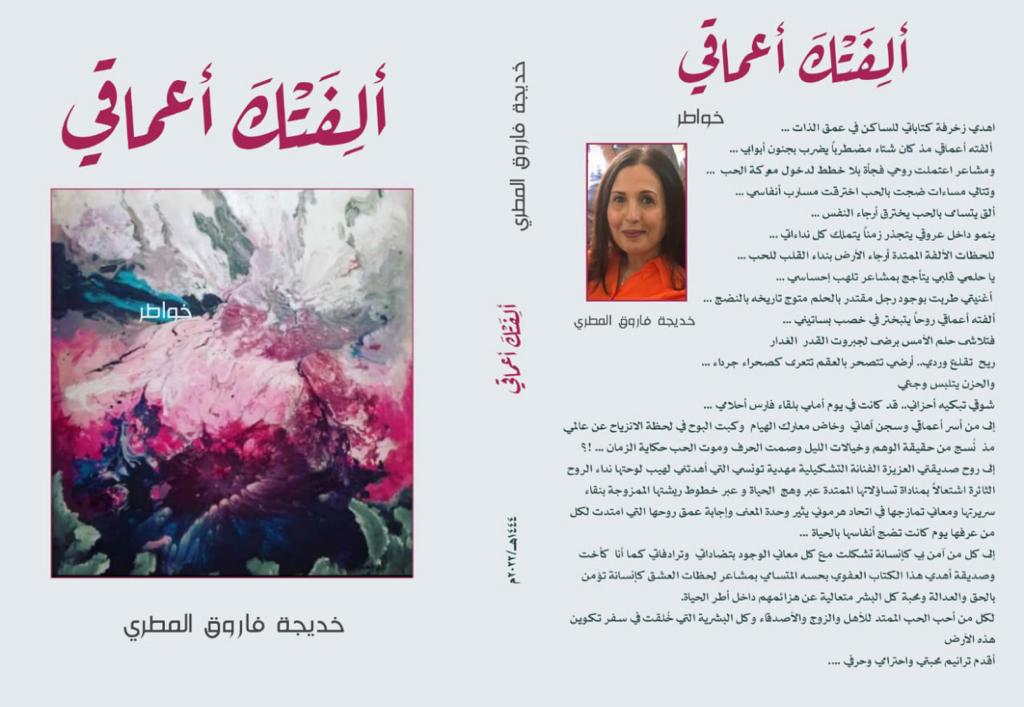 ألِفَتْكَ أعماقي
خواطر
خديجة فاروق المطري
خديجة فاروق المطري
ألِفَتْكَ أعماقي
١٤٤٤هـ/٢٠٢٢م
ألِفَتْكَ أعماقي
خواطر
خديجة فاروق المطري
اهدي زخرفة كتاباتي للساكن في عمق الذات ...
ألفته أعماقي مذ كان شتاء مضطرباً يضرب بجنون أبوابي ...
ومشاعر اعتملت روحي فجأة بلا خطط لدخول معركة الحب ...
وتتالي مساءات ضجت بالحب اخترقت مسارب أنفاسي ...
ألق يتسامى بالحب يخترق أرجاء النفس ...
ينمو داخل عروقي يتجذر زمناً يتملك كل نداءاتي ...
للحظات الألفة الممتدة أرجاء الأرض بنداء القلب للحب ...
يا حلمي قلبي يتأجج بمشاعر تلهب إحساسي ...
أغنيتي طربت بوجود رجل مقتدر بالحلم متوج تاريخه بالنضج ...
ألفته أعماقي روحاً يتبختر في خصب بساتيني ...
فتلاشى حلم الأمس برضى لجبروت القدر الغدار
ريح تقلع وردي.. أرضي تتصحر بالعقم تتعرى كصحراء جرداء ...
والحزن يتلبس وجني
شوقي تبكيه أحزاني.. قد كانت في يوم أملي بلقاء فارس أحلامي ...
إلى من أسر أعماقي وسجن آهاتي وخاض معارك الهيام وكبت البوح في لحظة الانزياح عن عالمي
مذ نُسج من حقيقة الوهم وخيالات الليل وصمت الحرف وموت الحب حكاية الزمان ... !؟
إلى روح صديقتي العزيزة الفنانة التشكيلية مهدية تونسي التي أهدتني لهيب لوحتها نداء الروح
الثائرة اشتعالاً بمناداة تساؤلاتها الممتدة عبر وهج الحياة و عبر خطوط ريشتها الممزوجة بنقاء
سريرتها ومعاني تمازجها في اتحاد هرموني يثير وحدة المعنى وإجابة عمق روحها التي امتدت لكل
من عرفها يوم كانت تضج أنفاسها بالحياة ...
إلى كل من آمن بي كإنسانة تشكلت مع كل معاني الوجود بتضاداتي وترادفاتي كما أنا كأخت
وصديقة أهدي هذا الكتاب العفوي بحسه المتسامي بمشاعر لحظات العشق كإنسانة تؤمن
بالحق والعدالة ومحبة كل البشر متعالية عن هزائمهم داخل أطر الحياة.
لكل من أحب الحب الممتد للأهل والزوج والأصدقاء وكل البشرية التي خُلقت في سفر تكوين
هذه الأرض
أقدم ترانيم محبتي واحترامي وحرفي ....